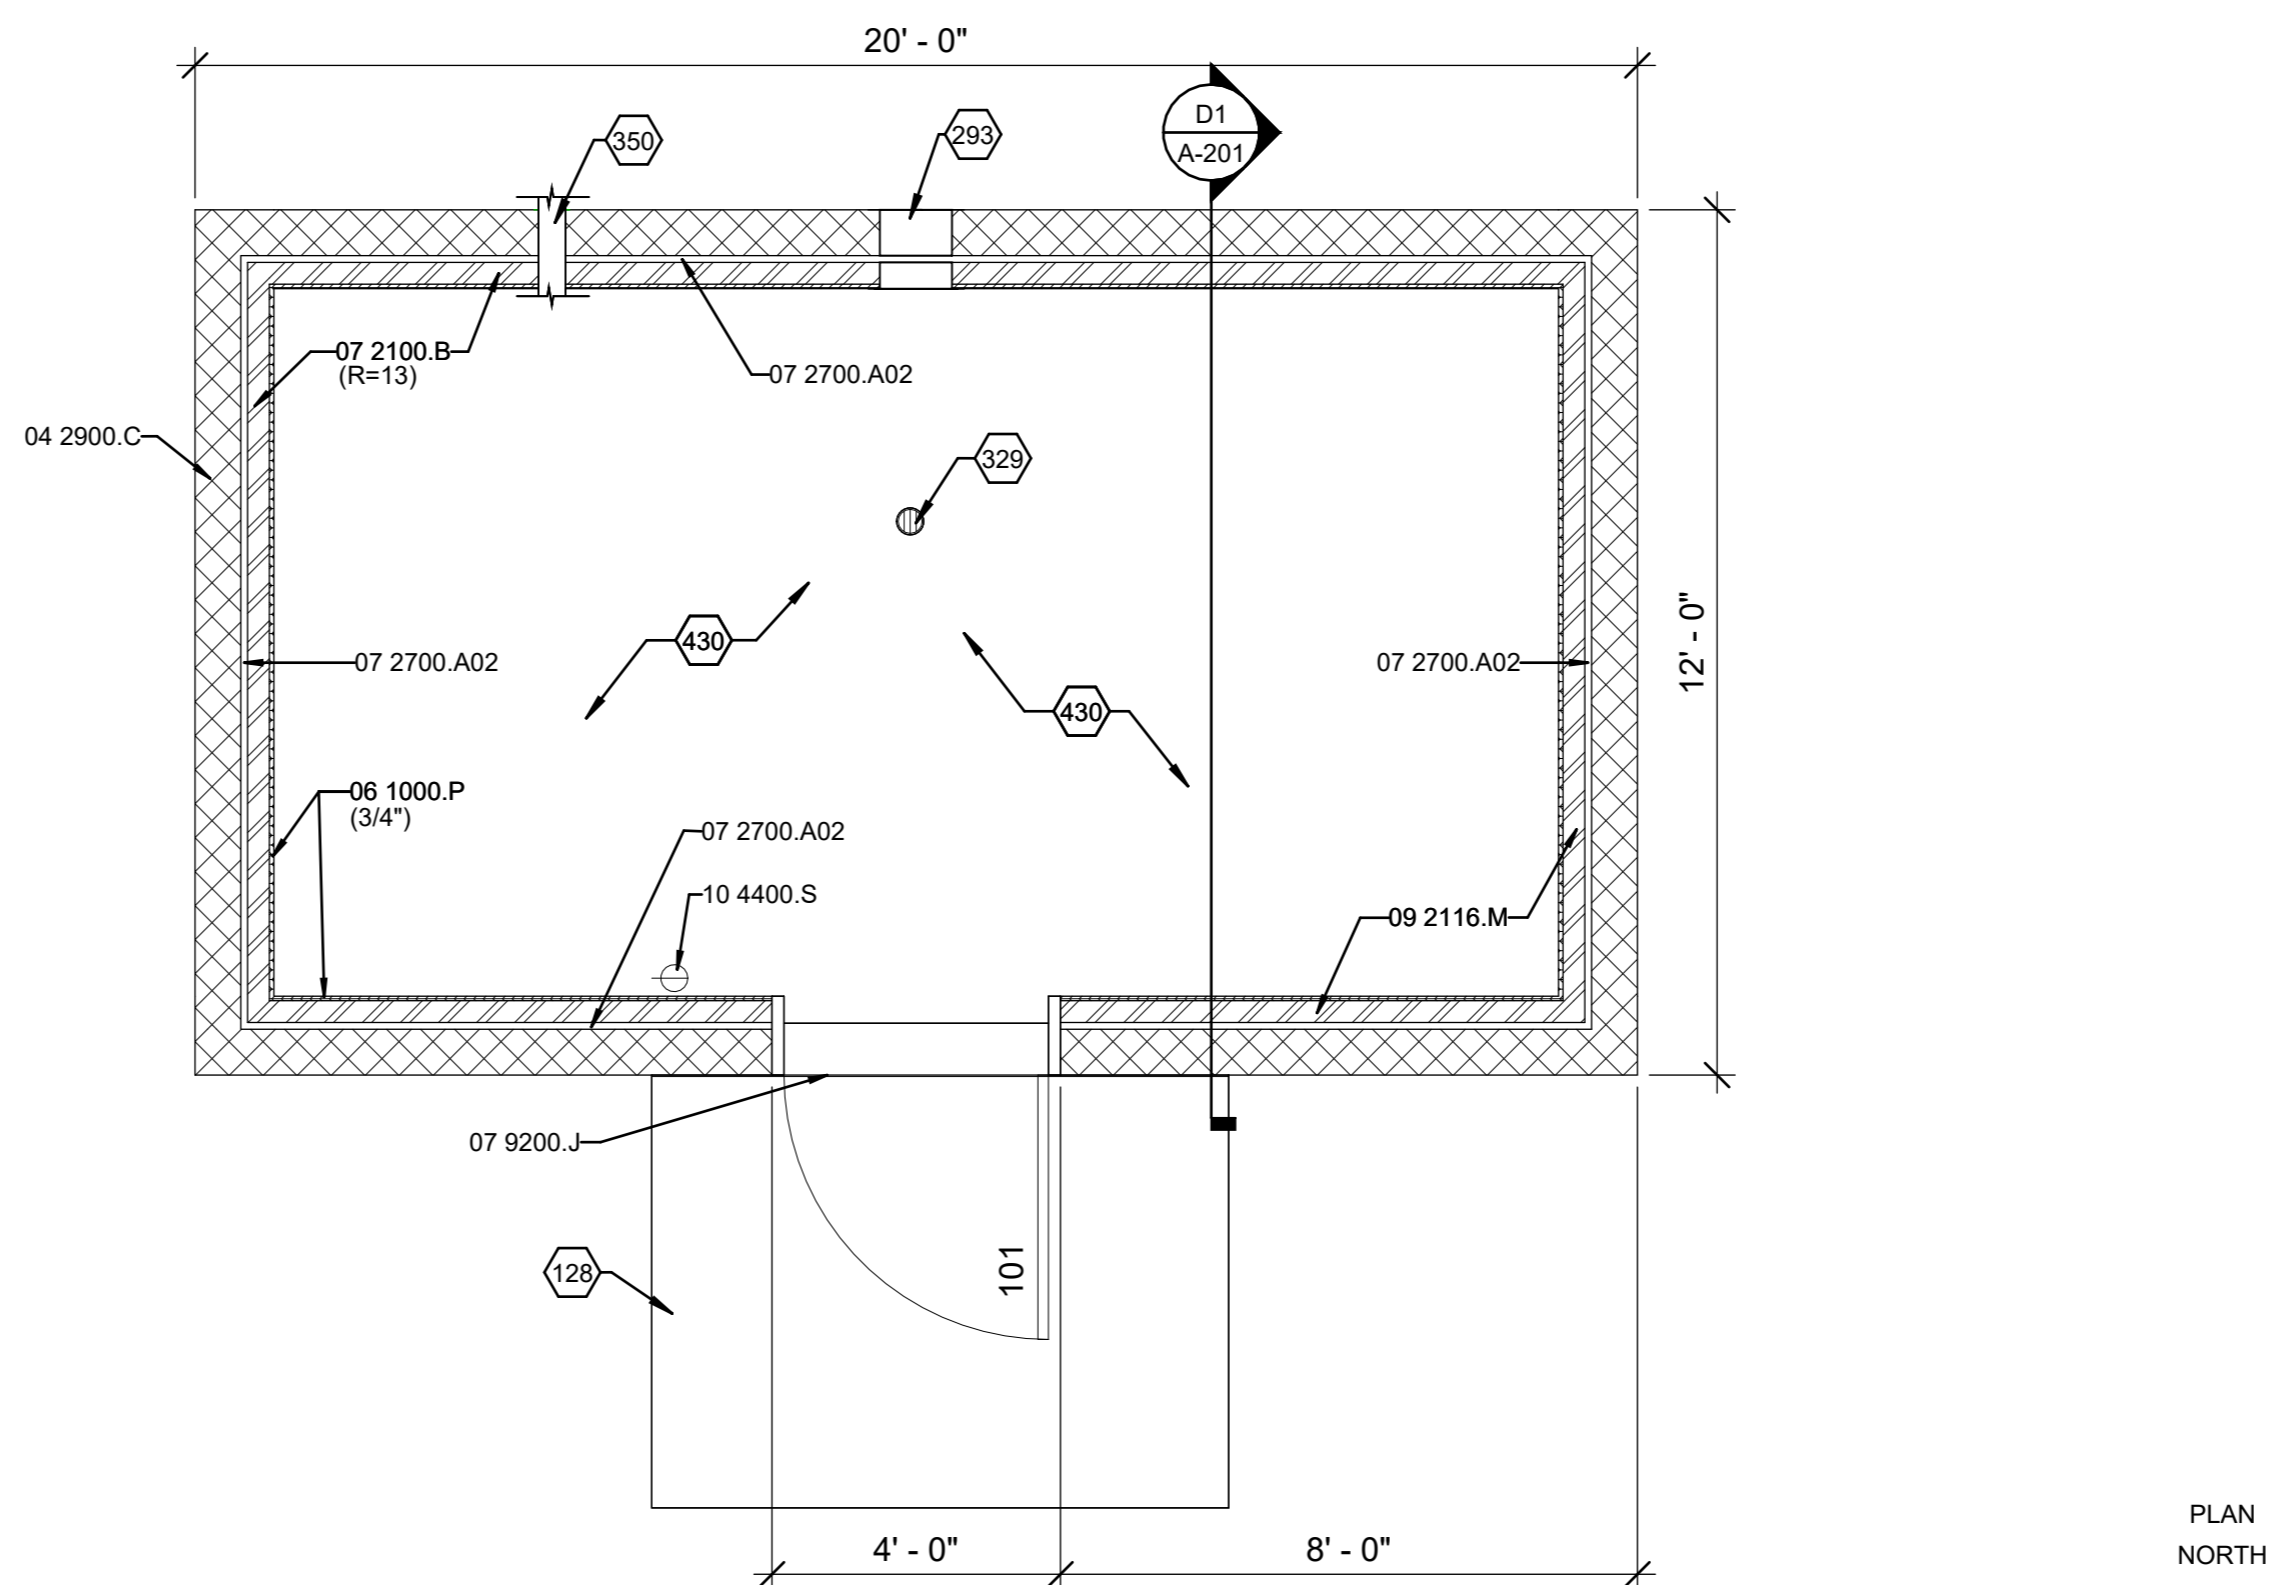 20' - 0"
350
293
D1
A-201
07 2100.B
(R=13)
07 2700.A02
04 2900.C
329
12' - 0"
430
07 2700.A02
07 2700.A02
430
06 1000.P
(3/4")
07 2700.A02
10 4400.S
09 2116.M
07 9200.J
128
101
4' - 0"
8' - 0"
PLAN
NORTH